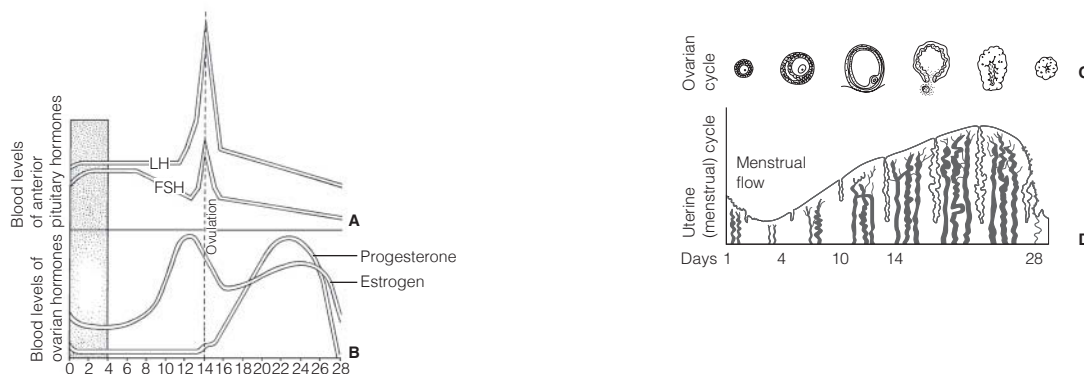 Blood levels
of anterior
pituitary hormones
LH
FSH
A
Ovulation
Blood levels of
ovarian hormones
Progesterone
Estrogen
B
0 2 4 6 8 10 12 14 16 18 20 22 24 26 28
Ovarian
cycle
Uterine
(menstrual) cycle
Menstrual
flow
Days 1 4 10 14 28